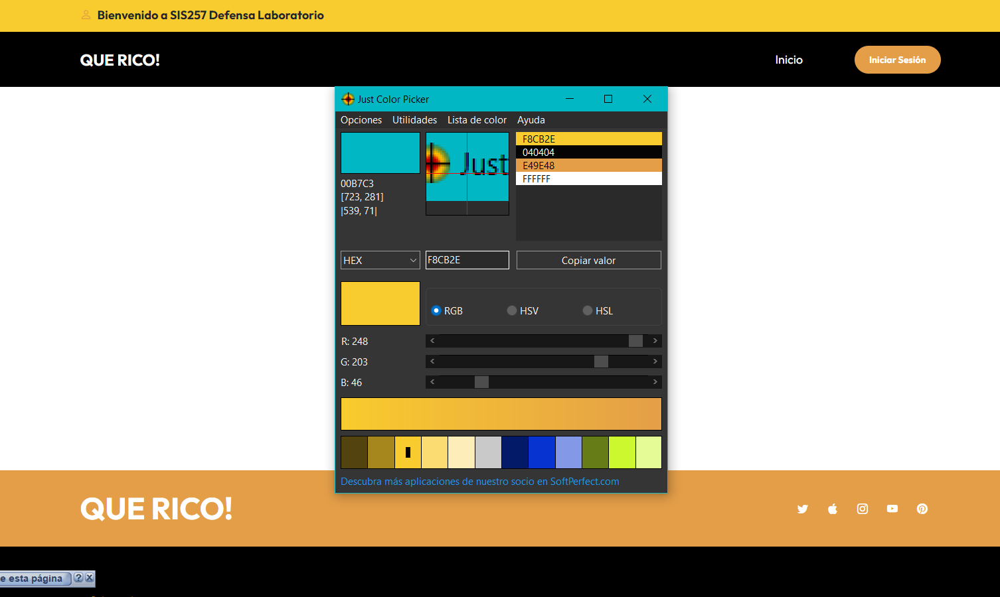 Bienvenido a SIS257 Defensa Laboratorio
QUE RICO!
Inicio
Iniciar Sesión
Just Color Picker
Opciones Utilidades Lista de color Ayuda
Just
F8CB2E
040404
E49E48
FFFFFF
00B7C3
[723, 281]
|539, 71|
HEX
F8CB2E
Copiar valor
RGB
HSV
HSL
R: 248
G: 203
B: 46
Descubra más aplicaciones de nuestro socio en SoftPerfect.com
QUE RICO!
e esta página